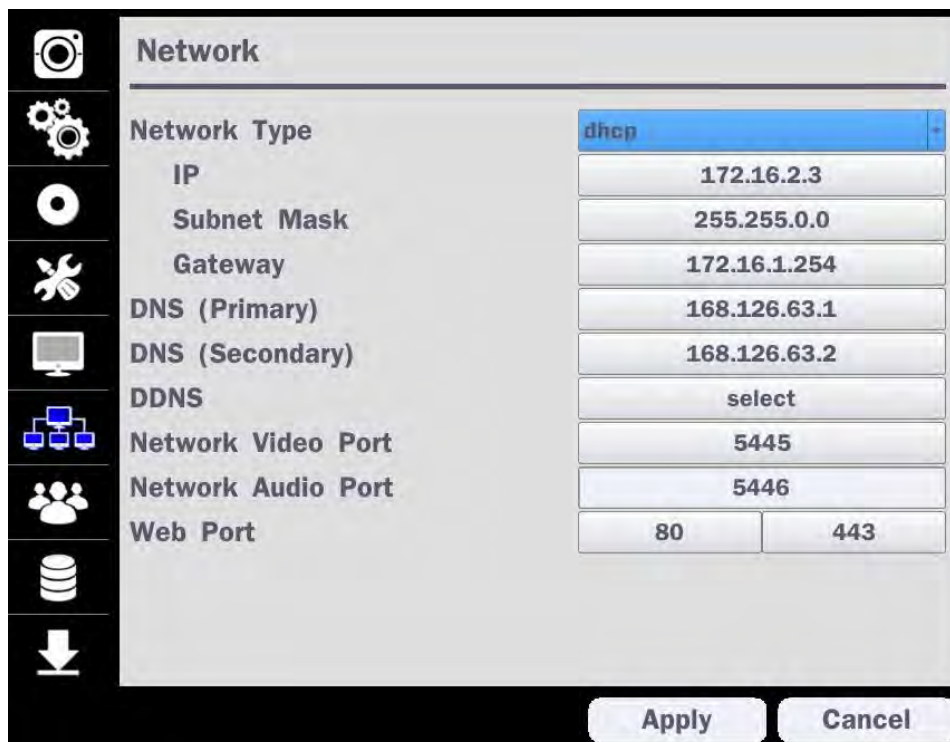 Network
Network Type dhcp
IP 172.16.2.3
Subnet Mask 255.255.0.0
Gateway 172.16.1.254
DNS (Primary) 168.126.63.1
DNS (Secondary) 168.126.63.2
DDNS select
Network Video Port 5445
Network Audio Port 5446
Web Port 80 443
Apply Cancel